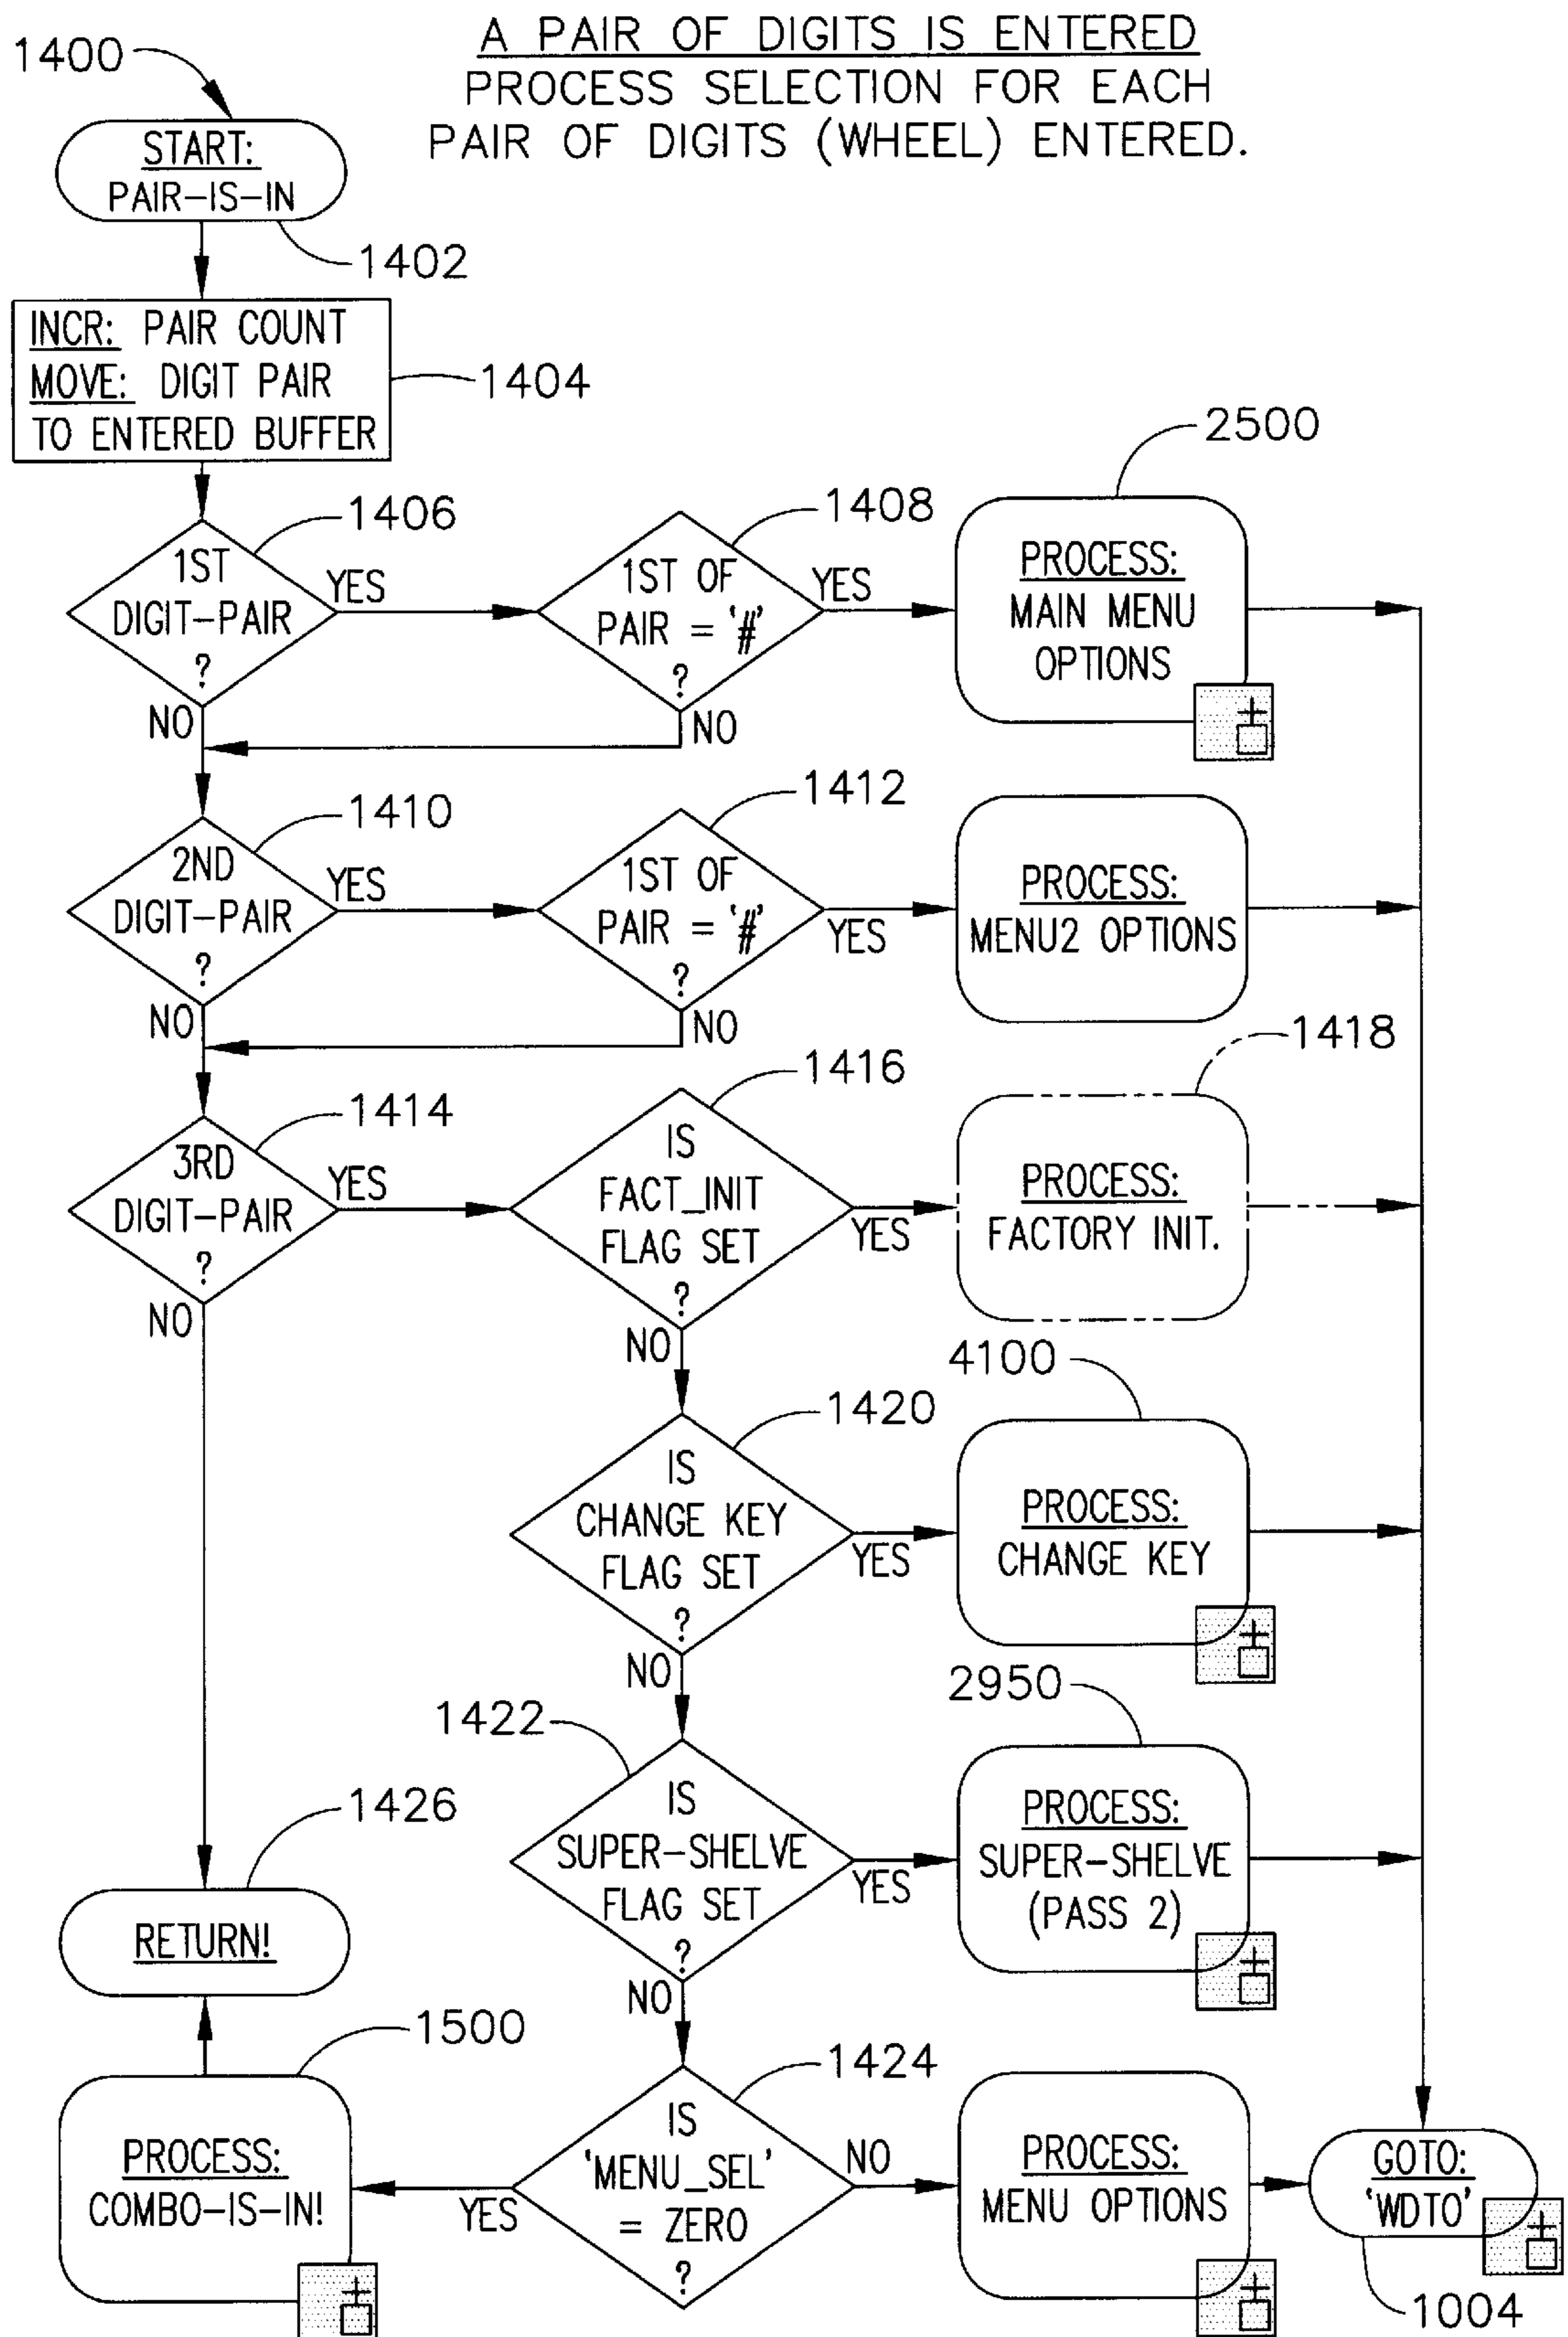 A PAIR OF DIGITS IS ENTERED
PROCESS SELECTION FOR EACH
PAIR OF DIGITS (WHEEL) ENTERED.
1400
START:
PAIR-IS-IN
1402
INCR: PAIR COUNT
MOVE: DIGIT PAIR
TO ENTERED BUFFER
1404
2500
1406
1ST
DIGIT-PAIR
?
YES
NO
1408
1ST OF
PAIR = '#'
?
YES
NO
PROCESS:
MAIN MENU
OPTIONS
1410
2ND
DIGIT-PAIR
?
YES
NO
1412
1ST OF
PAIR = '#'
?
YES
NO
PROCESS:
MENU2 OPTIONS
1414
3RD
DIGIT-PAIR
?
YES
NO
1416
IS
FACT_INIT
FLAG SET
?
YES
NO
1418
PROCESS:
FACTORY INIT.
1420
IS
CHANGE KEY
FLAG SET
?
YES
NO
4100
PROCESS:
CHANGE KEY
1422
IS
SUPER-SHELVE
FLAG SET
?
YES
NO
2950
PROCESS:
SUPER-SHELVE
(PASS 2)
1426
RETURN!
1500
PROCESS:
COMBO-IS-IN!
1424
IS
'MENU_SEL'
= ZERO
?
YES
NO
PROCESS:
MENU OPTIONS
GOTO:
'WDTO'
1004